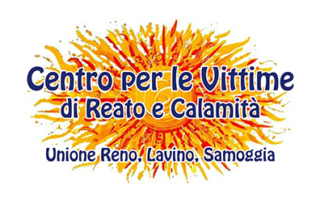 Centro per le Vittime
di Reato e Calamità
Unione Reno, Lavino, Samoggia